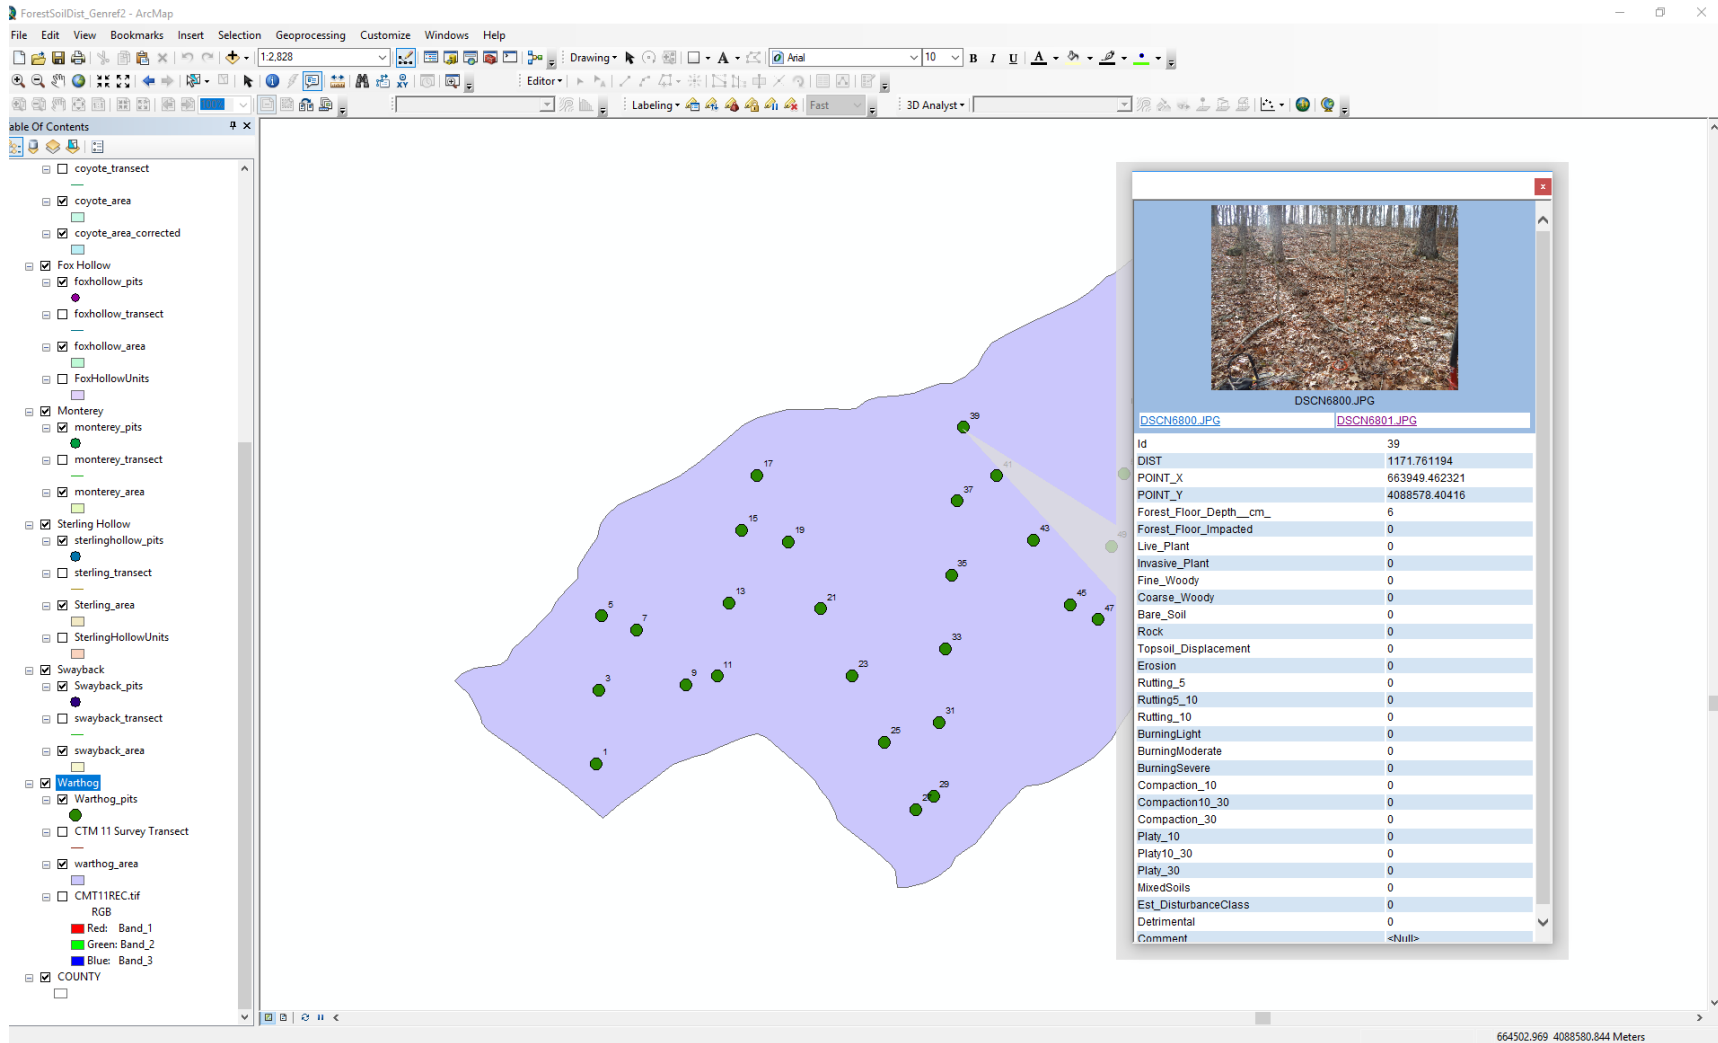 ForestSoilDist_Genref2 - ArcMap
File Edit View Bookmarks Insert Selection Geoprocessing Customize Windows Help
1:2,828 Drawing A Arial 10 B I U A
Editor
Labeling Fast 3D Analyst
able Of Contents
coyote_transect
coyote_area
coyote_area_corrected
Fox Hollow
foxhollow_pits
foxhollow_transect
foxhollow_area
FoxHollowUnits
Monterey
monterey_pits
monterey_transect
monterey_area
Sterling Hollow
sterlinghollow_pits
sterling_transect
Sterling_area
SterlingHollowUnits
Swayback
Swayback_pits
swayback_transect
swayback_area
Warthog
Warthog_pits
CTM 11 Survey Transect
warthog_area
CMT11REC.tif
RGB
Red: Band_1
Green: Band_2
Blue: Band_3
COUNTY
39
17
41
37
15
19
43
49
35
13
21
45
5
7
47
33
11
23
9
3
31
25
1
29
27
DSCN6800.JPG
DSCN6800.JPG DSCN6801.JPG
Id 39
DIST 1171.761194
POINT_X 663949.462321
POINT_Y 4088578.40416
Forest_Floor_Depth__cm_ 6
Forest_Floor_Impacted 0
Live_Plant 0
Invasive_Plant 0
Fine_Woody 0
Coarse_Woody 0
Bare_Soil 0
Rock 0
Topsoil_Displacement 0
Erosion 0
Rutting_5 0
Rutting5_10 0
Rutting_10 0
BurningLight 0
BurningModerate 0
BurningSevere 0
Compaction_10 0
Compaction10_30 0
Compaction_30 0
Platy_10 0
Platy10_30 0
Platy_30 0
MixedSoils 0
Est_DisturbanceClass 0
Detrimental 0
Comment <Null>
664502.969 4088580.844 Meters